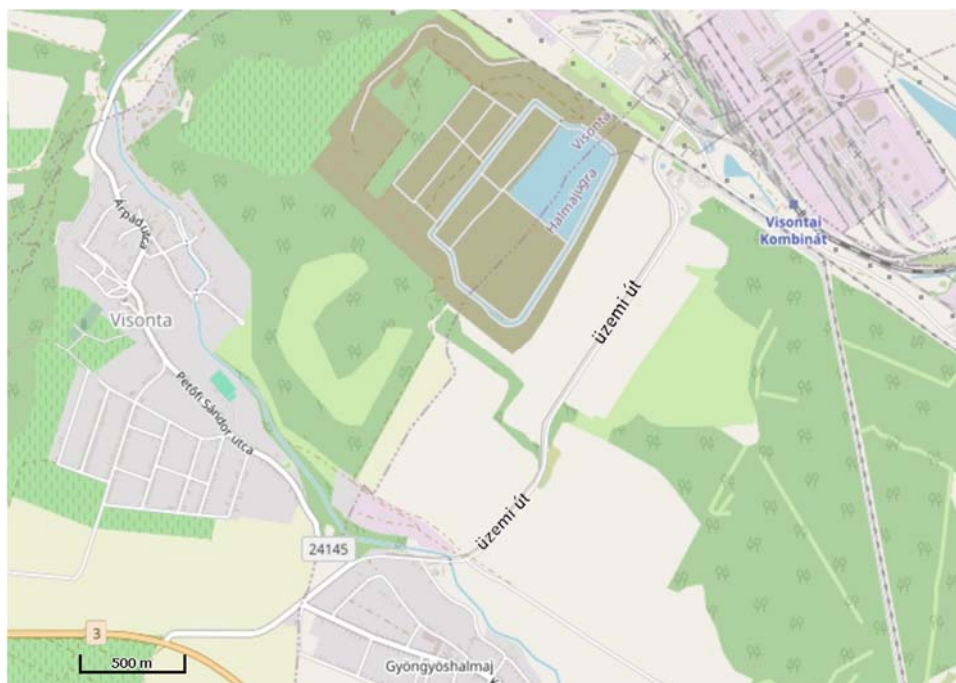 Visonta
Halmajugra
Visontai
Kombinát
Árpád utca
üzemi út
Visonta
Petőfi Sándor utca
üzemi út
24145
3
500 m
Gyöngyöshalmaj